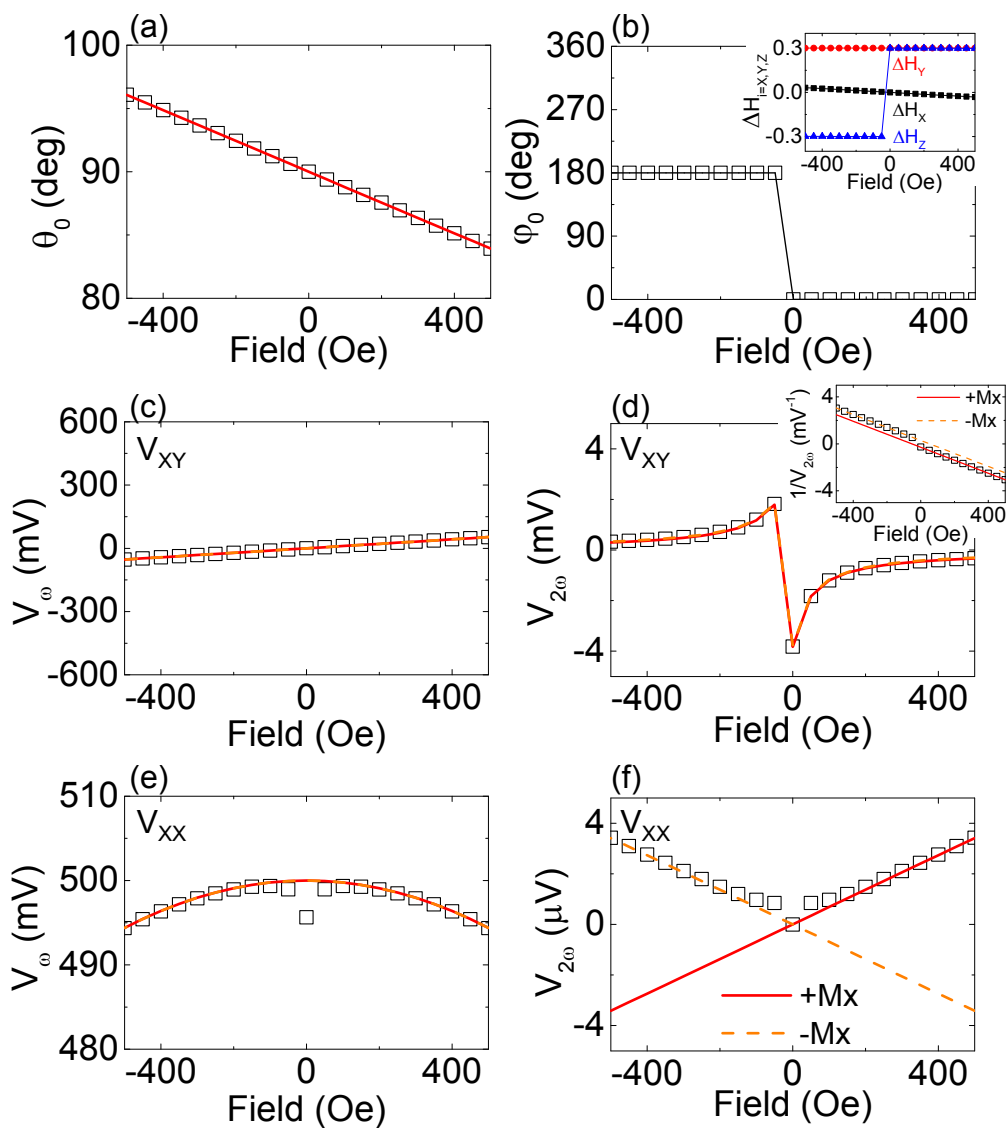 (a)
100
90
80
θ0 (deg)
-400 0 400
Field (Oe)
(b)
360
270
180
90
0
φ0 (deg)
-400 0 400
Field (Oe)
0.3
0.0
-0.3
ΔHi=X,Y,Z
ΔHY
ΔHX
ΔHZ
-400 0 400
Field (Oe)
(c)
VXY
600
300
0
-300
-600
Vω (mV)
-400 0 400
Field (Oe)
(d)
VXY
4
0
-4
V2ω (mV)
-400 0 400
Field (Oe)
4
0
-4
1/V2ω (mV-1)
+Mx
-Mx
-400 0 400
Field (Oe)
(e)
VXX
510
500
490
480
Vω (mV)
-400 0 400
Field (Oe)
(f)
VXX
4
0
-4
V2ω (μV)
+Mx
-Mx
-400 0 400
Field (Oe)